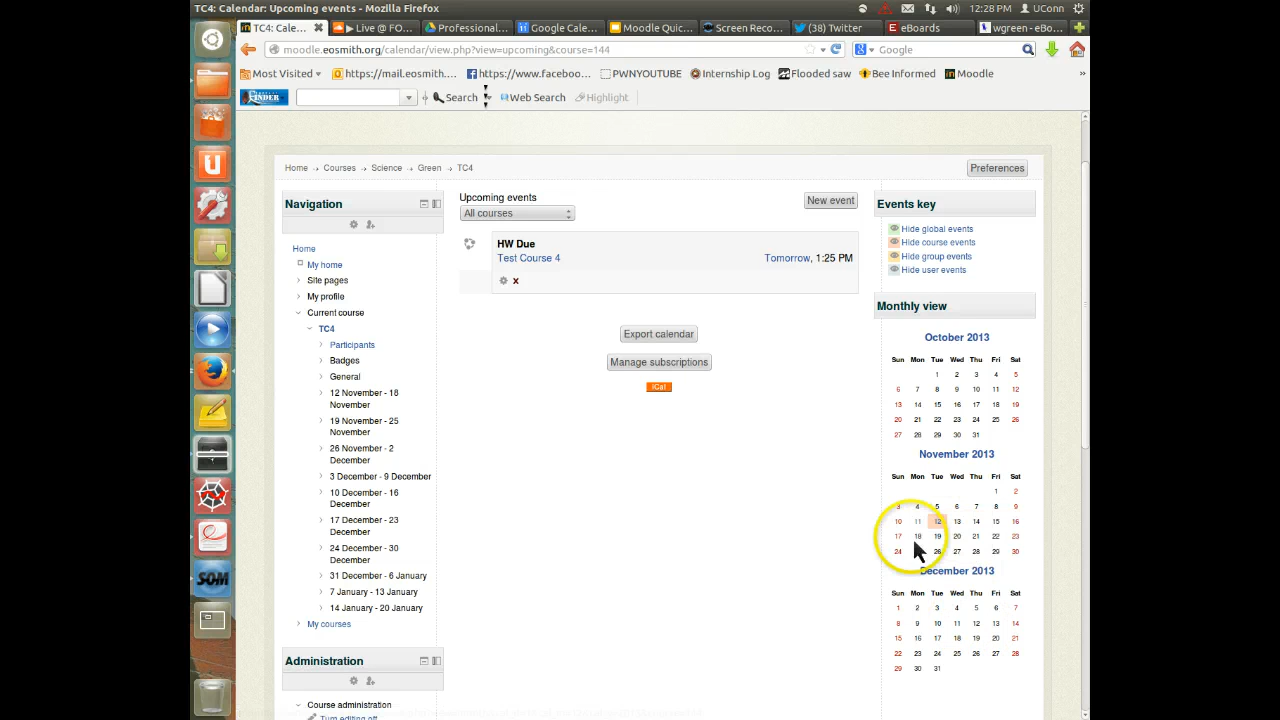 TC4: Calendar: Upcoming events - Mozilla Firefox
12:28 PM UConn
TC4: Cale... Live @ FO... Professional... Google Cale... Moodle Quic... Screen Reco... (38) Twitter eBoards wgreen - eBo...
moodle.eosmith.org/calendar/view.php?view=upcoming&course=144
Google
Most Visited https://mail.eosmith.... https://www.faceboo... PWNYOUTUBE Internship Log Flooded saw Bee Informed Moodle
Search Web Search Highlight
Home Courses Science Green TC4
Preferences
Navigation
Home
My home
Site pages
My profile
Current course
TC4
Participants
Badges
General
12 November - 18
November
19 November - 25
November
26 November - 2
December
3 December - 9 December
10 December - 16
December
17 December - 23
December
24 December - 30
December
31 December - 6 January
7 January - 13 January
14 January - 20 January
My courses
Administration
Course administration
Turn editing off
Upcoming events
All courses
New event
HW Due
Test Course 4
Tomorrow, 1:25 PM
x
Export calendar
Manage subscriptions
iCal
Events key
Hide global events
Hide course events
Hide group events
Hide user events
Monthly view
October 2013
Sun Mon Tue Wed Thu Fri Sat
1 2 3 4 5
6 7 8 9 10 11 12
13 14 15 16 17 18 19
20 21 22 23 24 25 26
27 28 29 30 31
November 2013
Sun Mon Tue Wed Thu Fri Sat
1 2
3 4 5 6 7 8 9
10 11 12 13 14 15 16
17 18 19 20 21 22 23
24 26 27 28 29 30
December 2013
Sun Mon Tue Wed Thu Fri Sat
1 2 3 4 5 6 7
8 9 10 11 12 13 14
15 16 17 18 19 20 21
22 23 24 25 26 27 28
29 30 31
SOM